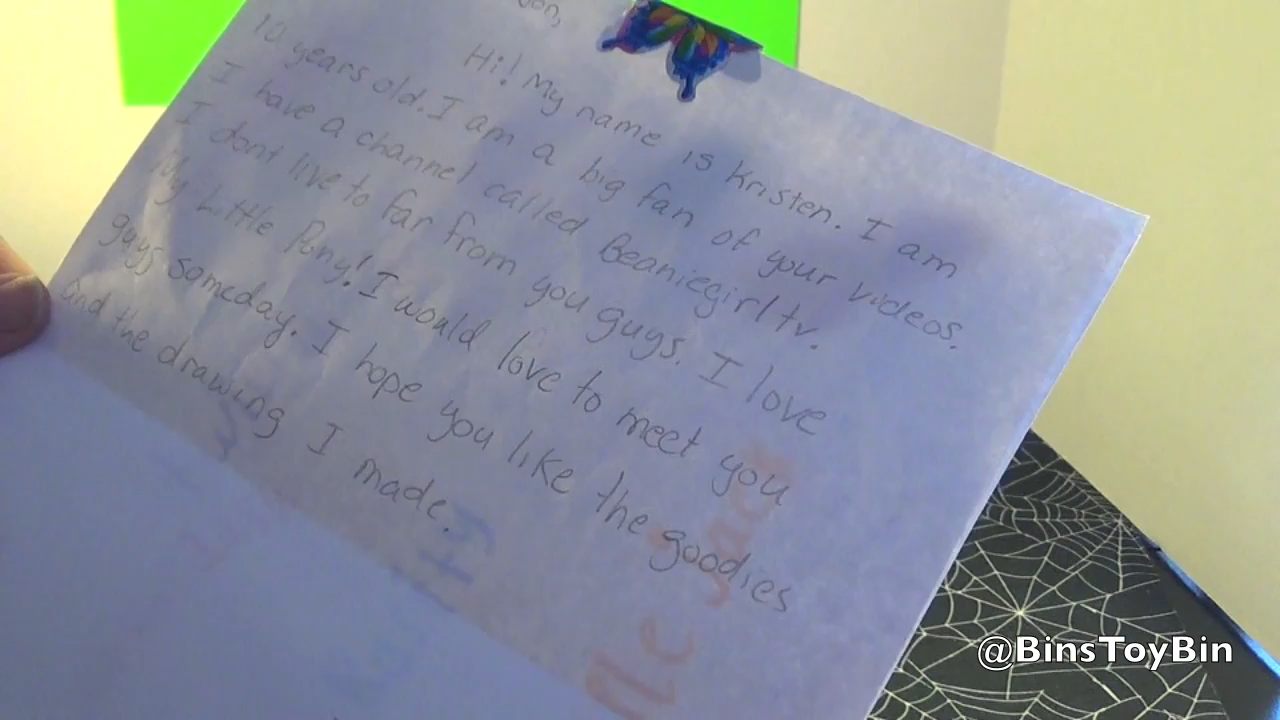 Hi! My name is Kristen. I am
10 years old. I am a big fan of your videos.
I have a channel called Beaniegirltv.
I dont live to far from you guys. I love
My Little Pony! I would love to meet you
guys someday. I hope you like the goodies
and the drawing I made.
@BinsToyBin